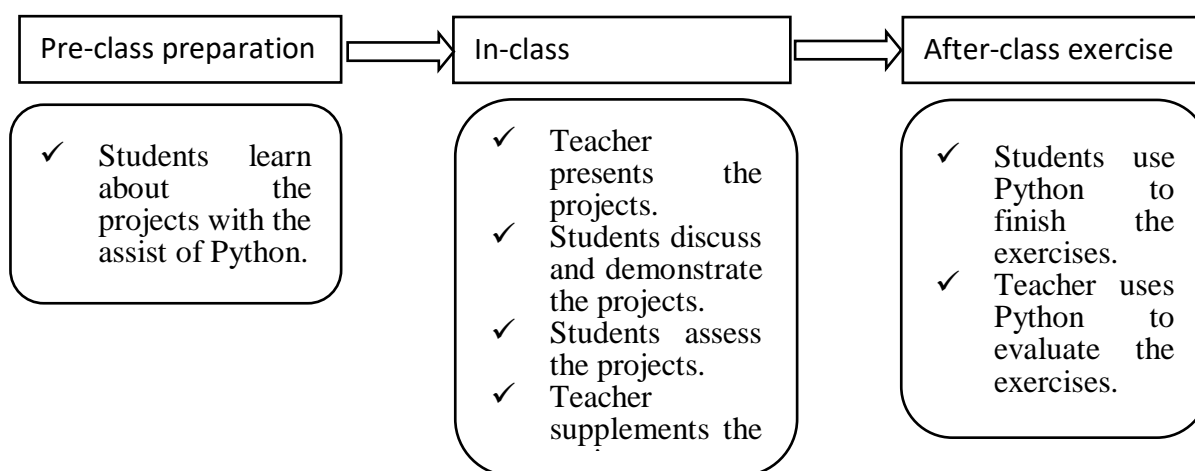 Pre-class preparation
In-class
After-class exercise
✓ Students learn
about the
projects with the
assist of Python.
✓ Teacher
presents the
projects.
✓ Students discuss
and demonstrate
the projects.
✓ Students assess
the projects.
✓ Teacher
supplements the
✓ Students use
Python to
finish the
exercises.
✓ Teacher uses
Python to
evaluate the
exercises.